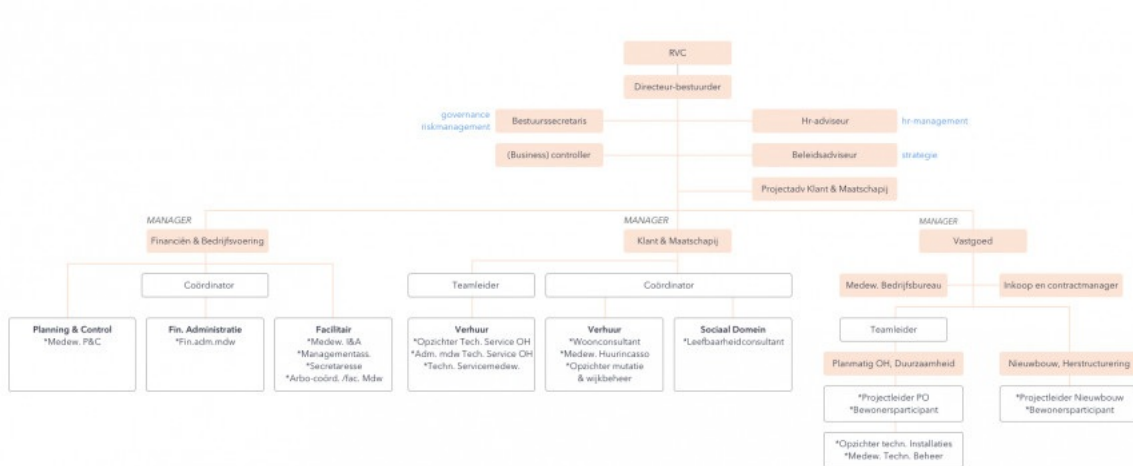 RVC
Directeur-bestuurder
governance
riskmanagement
Bestuurssecretaris
Hr-adviseur
hr-management
(Business) controller
Beleidsadviseur
strategie
Projectadv Klant & Maatschapij
MANAGER
MANAGER
MANAGER
Financiën & Bedrijfsvoering
Klant & Maatschapij
Vastgoed
Coördinator
Teamleider
Coördinator
Medew. Bedrijfsbureau
Inkoop en contractmanager
Planning & Control
*Medew. P&C
Fin. Administratie
*Fin.adm.mdw
Facilitair
*Medew. I&A
*Managementass.
*Secretaresse
*Arbo-coörd. /fac. Mdw
Verhuur
*Opzichter Tech. Service OH
*Adm. mdw Tech. Service OH
*Techn. Servicemedew.
Verhuur
*Woonconsultant
*Medew. Huurincasso
*Opzichter mutatie
& wijkbeheer
Sociaal Domein
*Leefbaarheidconsultant
Teamleider
Planmatig OH, Duurzaamheid
Nieuwbouw, Herstructurering
*Projectleider PO
*Bewonersparticipant
*Projectleider Nieuwbouw
*Bewonersparticipant
*Opzichter techn. Installaties
*Medew. Techn. Beheer